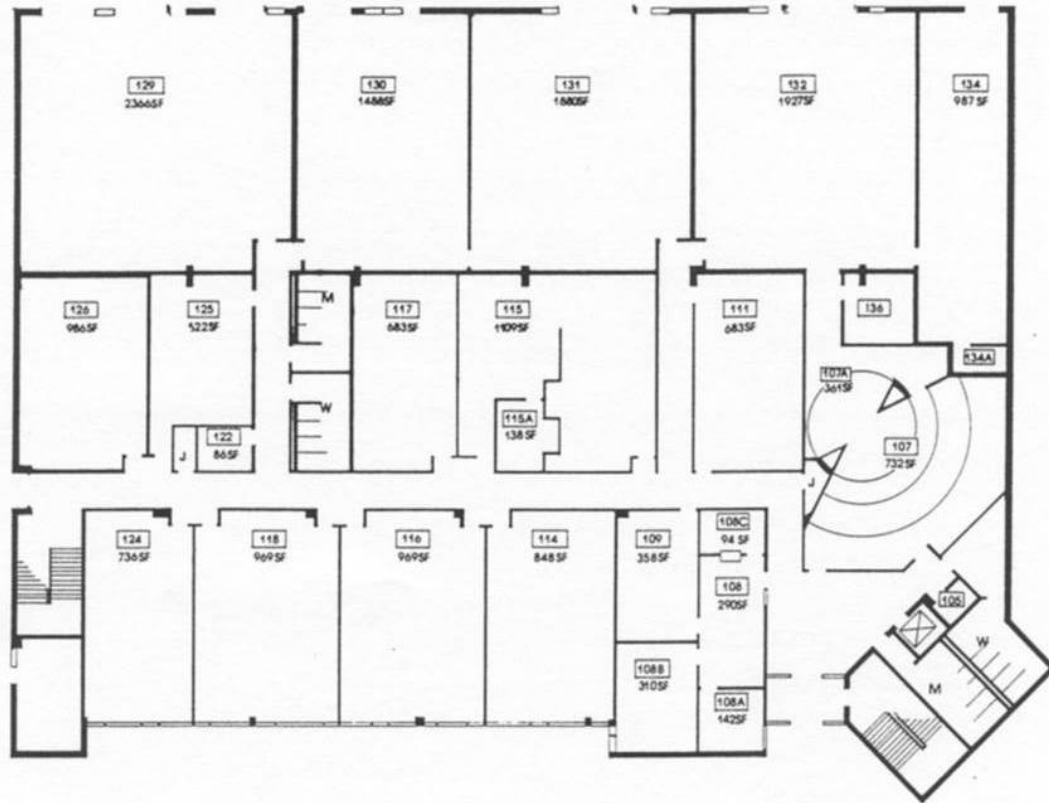 129
2366SF
130
1488SF
131
1880SF
132
1927SF
134
987SF
126
986SF
125
522SF
M
117
683SF
115
1109SF
111
683SF
136
134A
107A
361SF
W
115A
138SF
122
86SF
J
107
732SF
J
124
736SF
118
969SF
116
969SF
114
848SF
109
358SF
108C
94 SF
108
290SF
105
W
M
108B
310SF
108A
142SF